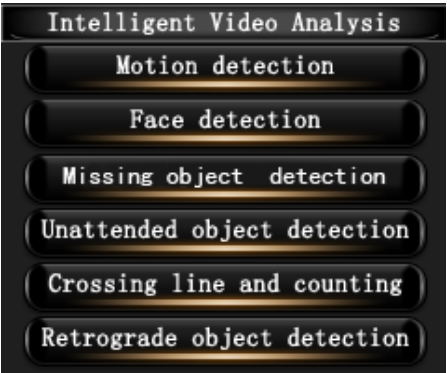 Intelligent Video Analysis
Motion detection
Face detection
Missing object detection
Unattended object detection
Crossing line and counting
Retrograde object detection